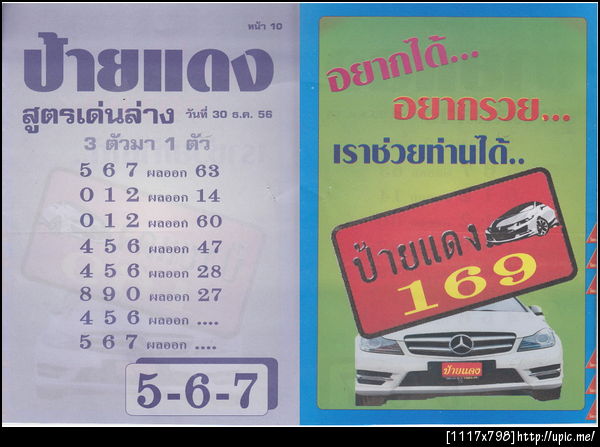 หน้า 10
ป้ายแดง
สูตรเด่นล่าง วันที่ 30 ธ.ค. 56
3 ตัวมา 1 ตัว
5 6 7 ผลออก 63
0 1 2 ผลออก 14
0 1 2 ผลออก 60
4 5 6 ผลออก 47
4 5 6 ผลออก 28
8 9 0 ผลออก 27
4 5 6 ผลออก ....
5 6 7 ผลออก ....
5-6-7
อยากได้...
อยากรวย...
เราช่วยท่านได้..
ป้ายแดง
169
ป้ายแดง
[1117x798]http://upic.me/